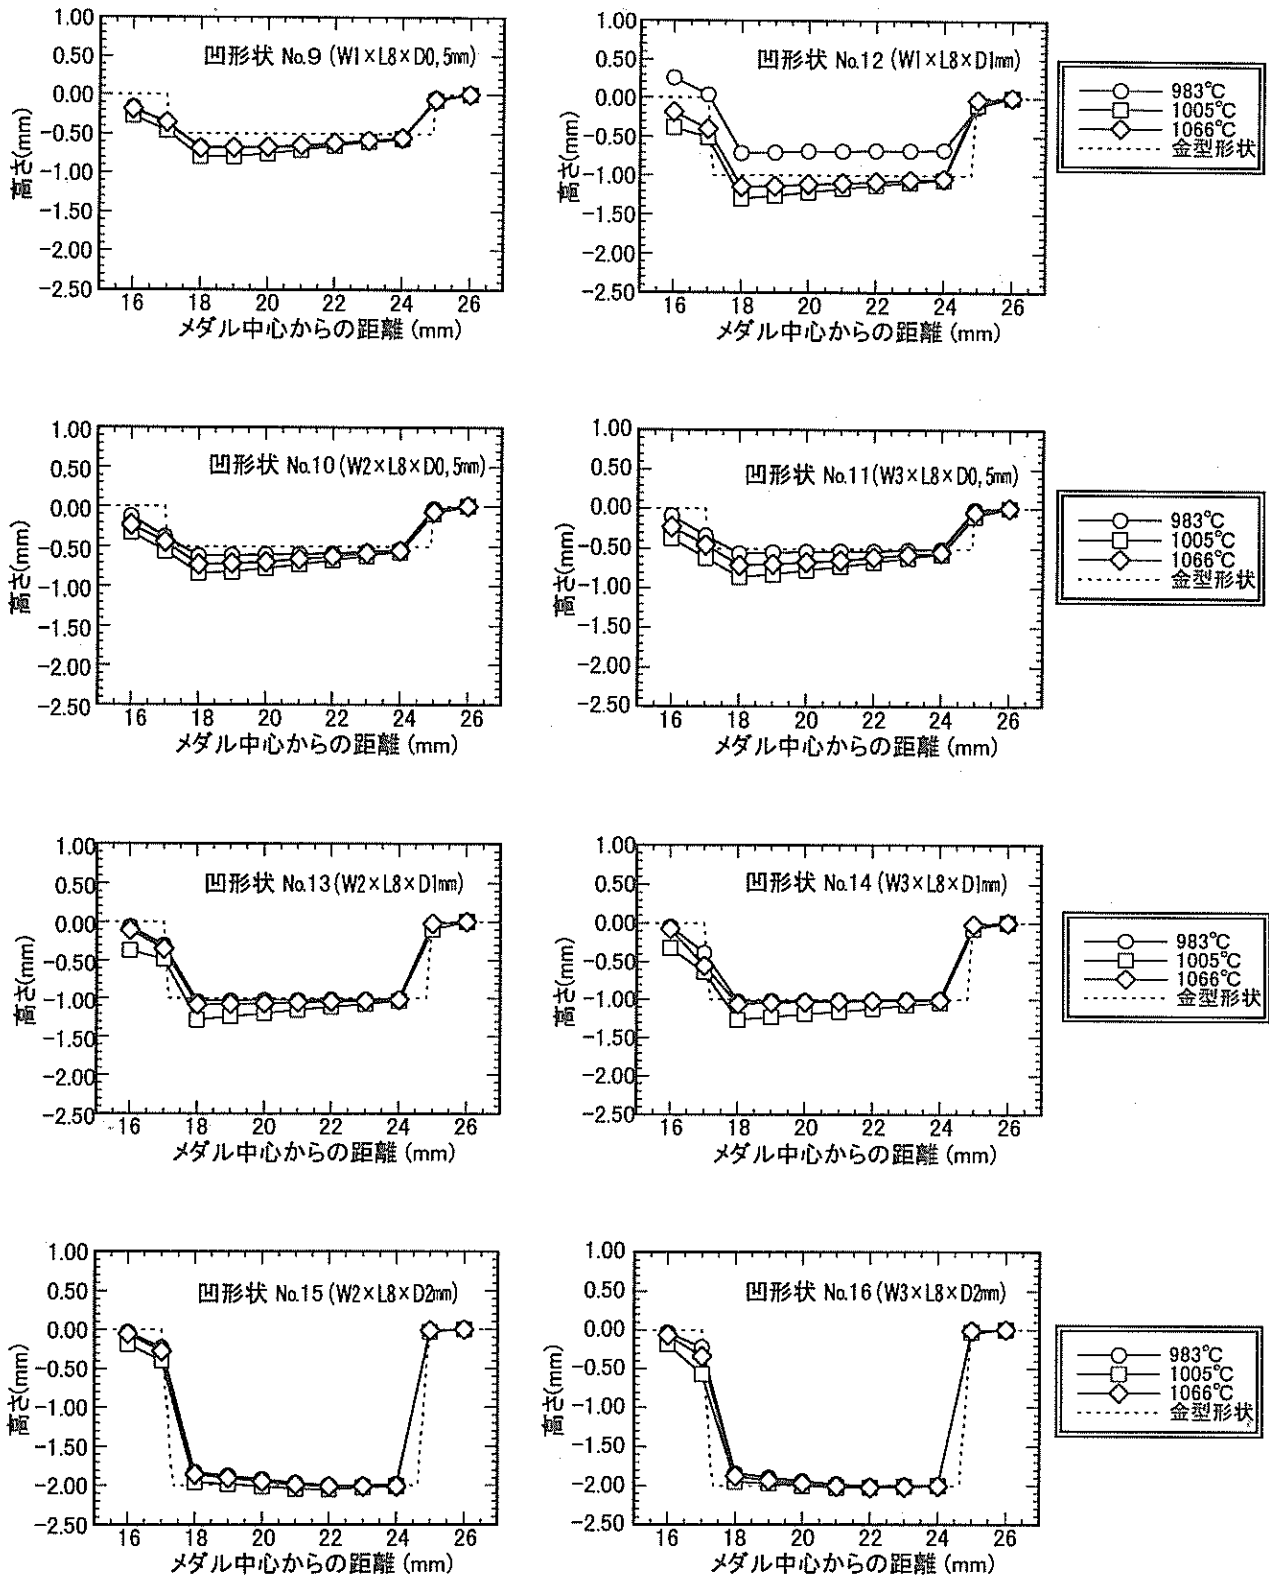 凹形状 No.9 (W1×L8×D0,5mm)
高さ(mm)
1.00
0.50
0.00
-0.50
-1.00
-1.50
-2.00
-2.50
16 18 20 22 24 26
メダル中心からの距離 (mm)
凹形状 No.12 (W1×L8×D1mm)
高さ(mm)
1.00
0.50
0.00
-0.50
-1.00
-1.50
-2.00
-2.50
16 18 20 22 24 26
メダル中心からの距離 (mm)
983℃
1005℃
1066℃
金型形状
凹形状 No.10 (W2×L8×D0,5mm)
高さ(mm)
1.00
0.50
0.00
-0.50
-1.00
-1.50
-2.00
-2.50
16 18 20 22 24 26
メダル中心からの距離 (mm)
凹形状 No.11 (W3×L8×D0,5mm)
高さ(mm)
1.00
0.50
0.00
-0.50
-1.00
-1.50
-2.00
-2.50
16 18 20 22 24 26
メダル中心からの距離 (mm)
983℃
1005℃
1066℃
金型形状
凹形状 No.13 (W2×L8×D1mm)
高さ(mm)
1.00
0.50
0.00
-0.50
-1.00
-1.50
-2.00
-2.50
16 18 20 22 24 26
メダル中心からの距離 (mm)
凹形状 No.14 (W3×L8×D1mm)
高さ(mm)
1.00
0.50
0.00
-0.50
-1.00
-1.50
-2.00
-2.50
16 18 20 22 24 26
メダル中心からの距離 (mm)
983℃
1005℃
1066℃
金型形状
凹形状 No.15 (W2×L8×D2mm)
高さ(mm)
1.00
0.50
0.00
-0.50
-1.00
-1.50
-2.00
-2.50
16 18 20 22 24 26
メダル中心からの距離 (mm)
凹形状 No.16 (W3×L8×D2mm)
高さ(mm)
1.00
0.50
0.00
-0.50
-1.00
-1.50
-2.00
-2.50
16 18 20 22 24 26
メダル中心からの距離 (mm)
983℃
1005℃
1066℃
金型形状